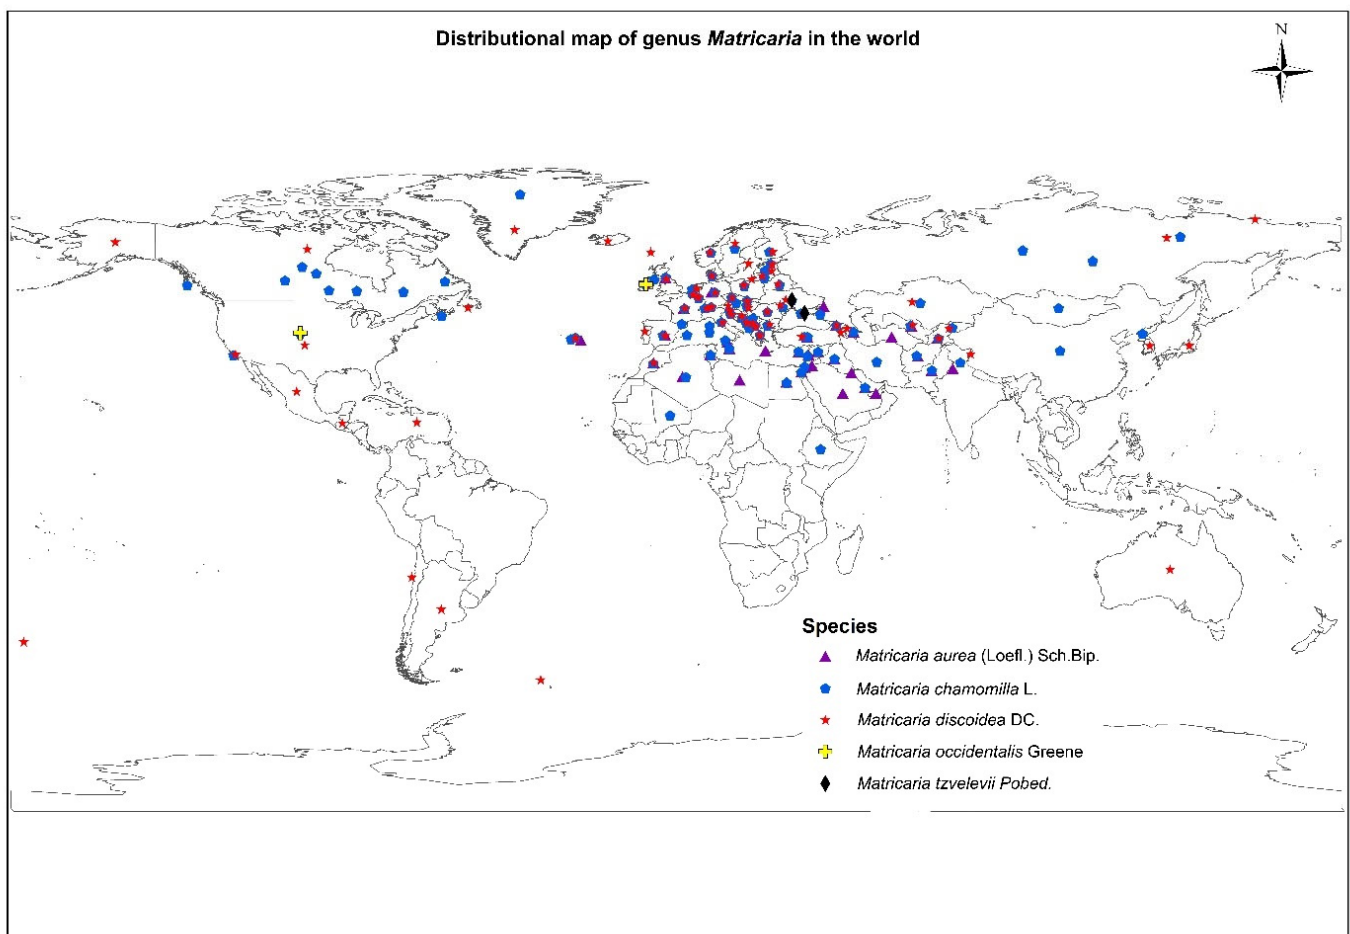 Distributional map of genus Matricaria in the world
N
Species
Matricaria aurea (Loefl.) Sch.Bip.
Matricaria chamomilla L.
Matricaria discoidea DC.
Matricaria occidentalis Greene
Matricaria tzvelevii Pobed.